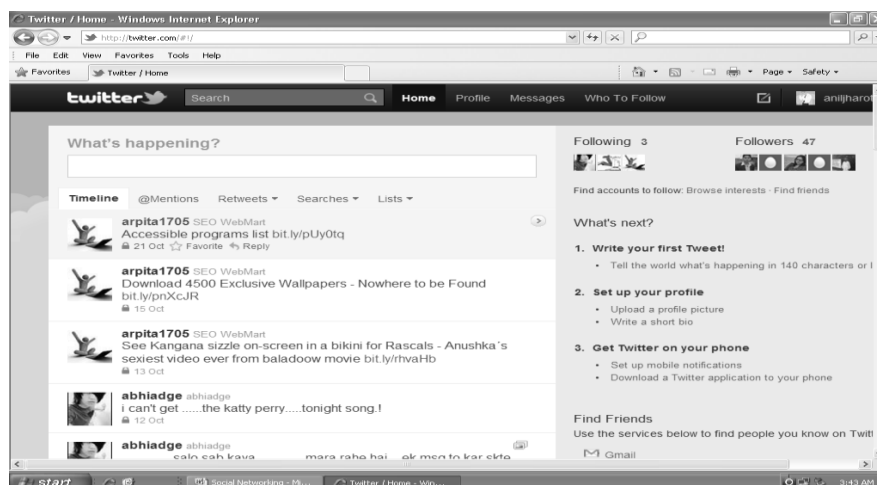 Twitter / Home - Windows Internet Explorer
http://twitter.com/#!/
File Edit View Favorites Tools Help
Favorites Twitter / Home Page Safety
twitter Search Home Profile Messages Who To Follow
What's happening?
Timeline @Mentions Retweets Searches Lists
arpita1705 SEO WebMart
Accessible programs list bit.ly/pUy0tq
21 Oct Favorite Reply
arpita1705 SEO WebMart
Download 4500 Exclusive Wallpapers - Nowhere to be Found
bit.ly/pnXcJR
15 Oct
arpita1705 SEO WebMart
See Kangana sizzle on-screen in a bikini for Rascals - Anushka´s
sexiest video ever from baladoow movie bit.ly/rhvaHb
13 Oct
abhiadge abhiadge
i can't get ......the katty perry.....tonight song.!
12 Oct
abhiadge abhiadge
Following 3 Followers 47
Find accounts to follow: Browse interests · Find friends
What's next?
1. Write your first Tweet!
• Tell the world what's happening in 140 characters or l
2. Set up your profile
• Upload a profile picture
• Write a short bio
3. Get Twitter on your phone
• Set up mobile notifications
• Download a Twitter application to your phone
Find Friends
Use the services below to find people you know on Twitt
Gmail
start Social Networking - Mi... Twitter / Home - Win... 3:43 AM